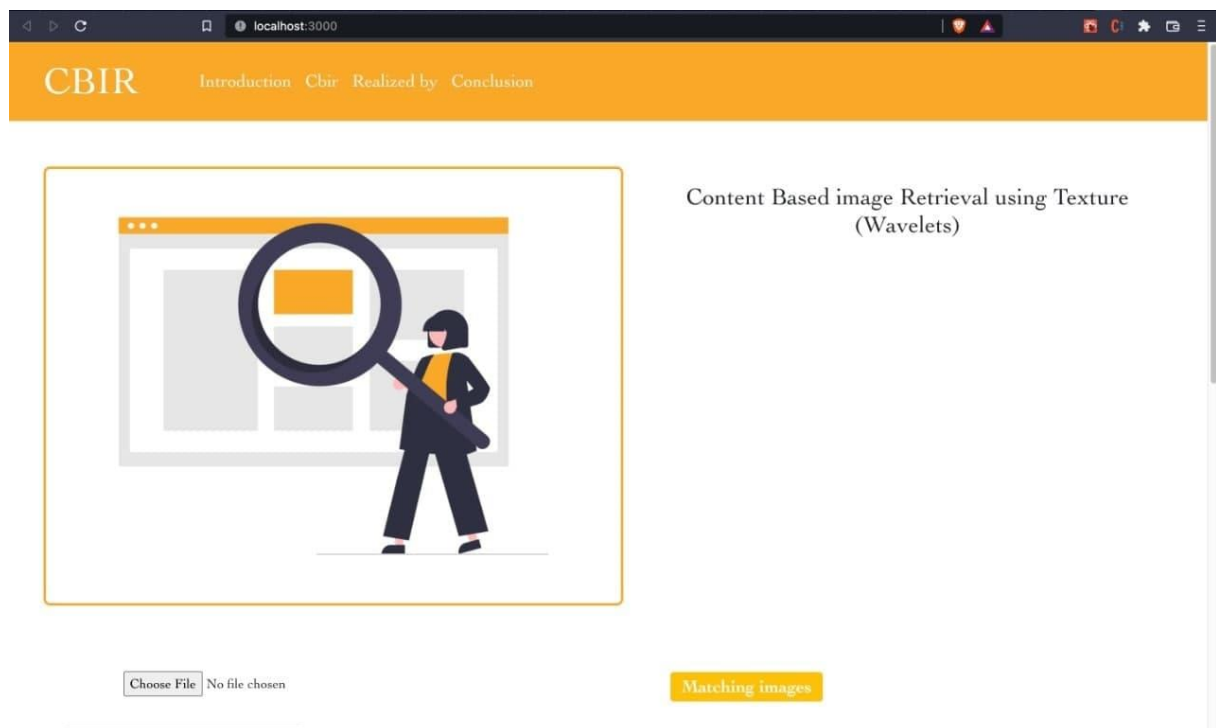 localhost:3000
CBIR
Introduction Cbir Realized by Conclusion
Content Based image Retrieval using Texture
(Wavelets)
Choose File No file chosen
Matching images